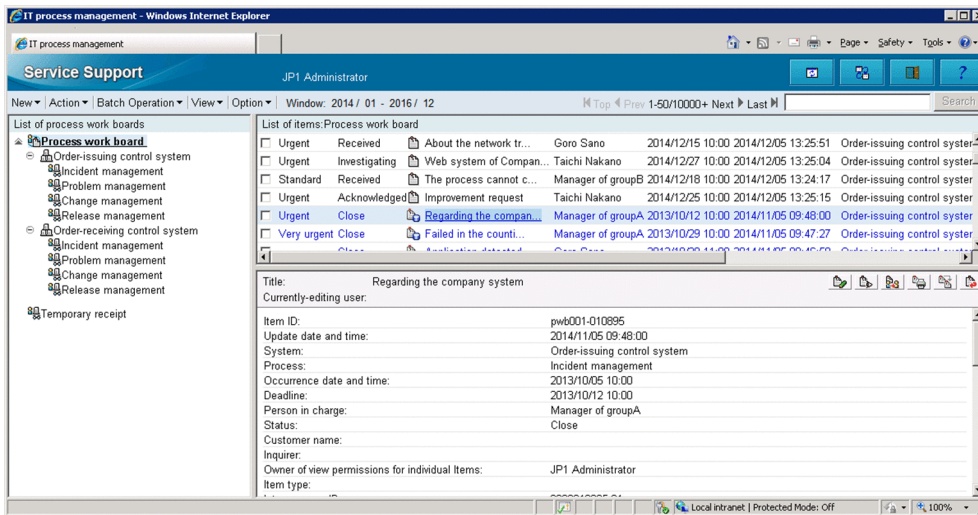 IT process management - Windows Internet Explorer
IT process management
Page Safety Tools
Service Support JP1 Administrator
New Action Batch Operation View Option Window: 2014 / 01 - 2016 / 12 Top Prev 1-50/10000+ Next Last Search
List of process work boards
Process work board
Order-issuing control system
Incident management
Problem management
Change management
Release management
Order-receiving control system
Incident management
Problem management
Change management
Release management
Temporary receipt
List of items:Process work board
Urgent Received About the network tr... Goro Sano 2014/12/15 10:00 2014/12/05 13:25:51 Order-issuing control system
Urgent Investigating Web system of Compan... Taichi Nakano 2014/12/27 10:00 2014/12/05 13:25:04 Order-issuing control system
Standard Received The process cannot c... Manager of groupB 2014/12/18 10:00 2014/12/05 13:24:17 Order-issuing control system
Urgent Acknowledged Improvement request Taichi Nakano 2014/12/25 10:00 2014/12/05 13:25:15 Order-issuing control system
Urgent Close Regarding the compan... Manager of groupA 2013/10/12 10:00 2014/11/05 09:48:00 Order-issuing control system
Very urgent Close Failed in the counti... Manager of groupA 2013/10/29 10:00 2014/11/05 09:47:27 Order-issuing control system
Title: Regarding the company system
Currently-editing user:
Item ID: pwb001-010895
Update date and time: 2014/11/05 09:48:00
System: Order-issuing control system
Process: Incident management
Occurrence date and time: 2013/10/05 10:00
Deadline: 2013/10/12 10:00
Person in charge: Manager of groupA
Status: Close
Customer name:
Inquirer:
Owner of view permissions for individual Items: JP1 Administrator
Item type:
Local intranet | Protected Mode: Off 100%